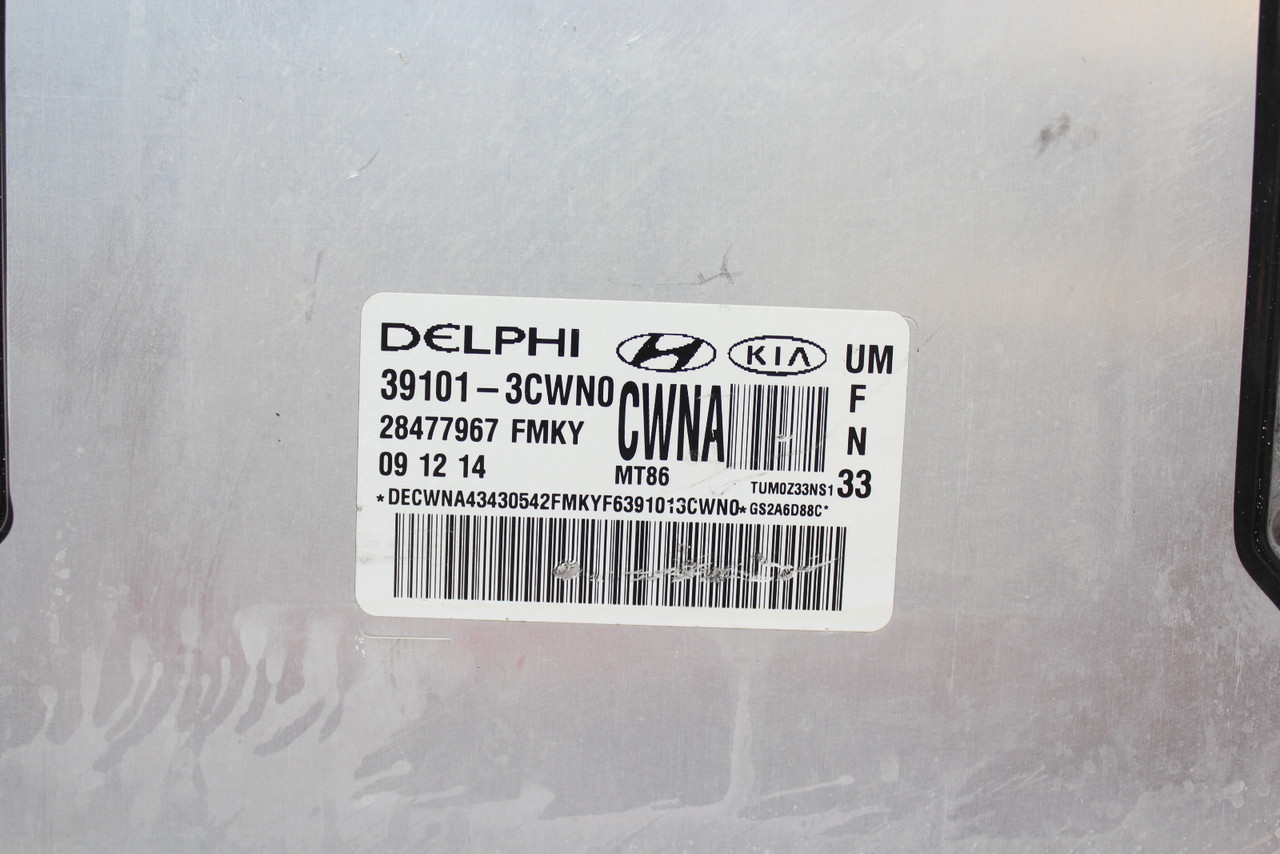 DELPHI H KIA UM
39101-3CWN0 CWNA F
28477967 FMKY N
09 12 14 MT86 TUM0Z33NS1 33
*DECWNA43430542FMKYF6391013CWN0* GS2A6D88C*